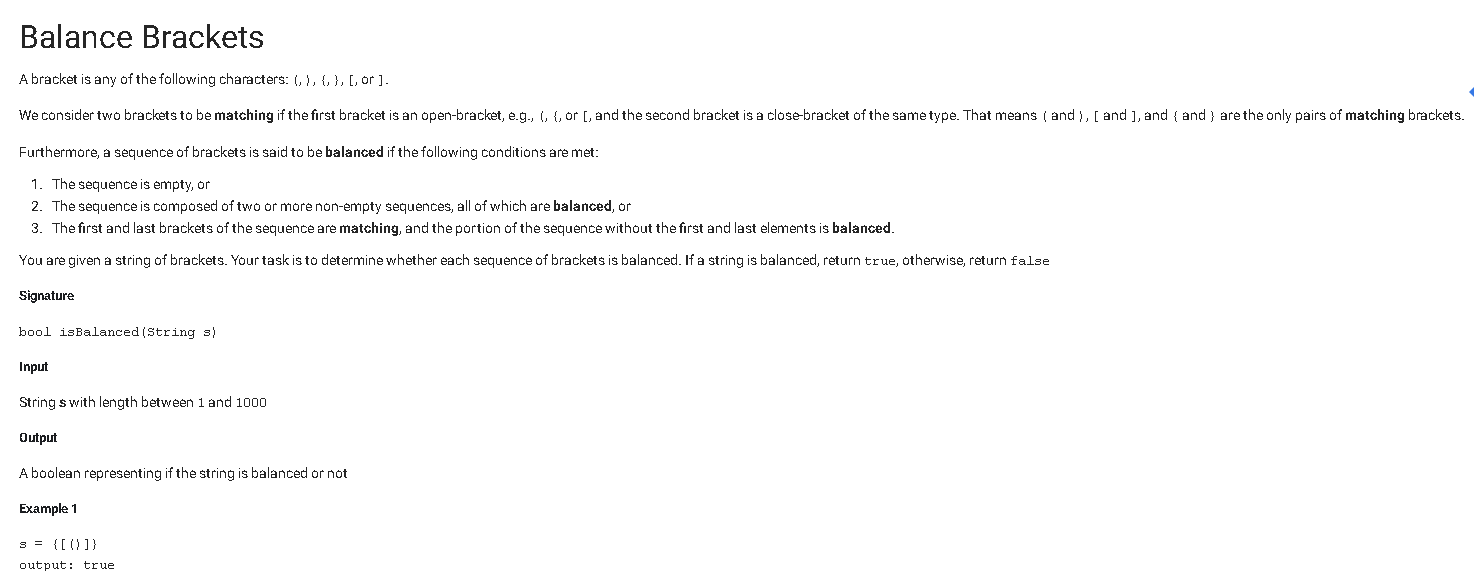 Balance Brackets
A bracket is any of the following characters: (, ), {, }, [, or ].
We consider two brackets to be matching if the first bracket is an open-bracket, e.g., (, {, or [, and the second bracket is a close-bracket of the same type. That means ( and ), [ and ], and { and } are the only pairs of matching brackets.
Furthermore, a sequence of brackets is said to be balanced if the following conditions are met:
1. The sequence is empty, or
2. The sequence is composed of two or more non-empty sequences, all of which are balanced, or
3. The first and last brackets of the sequence are matching, and the portion of the sequence without the first and last elements is balanced.
You are given a string of brackets. Your task is to determine whether each sequence of brackets is balanced. If a string is balanced, return true, otherwise, return false
Signature
bool isBalanced(String s)
Input
String s with length between 1 and 1000
Output
A boolean representing if the string is balanced or not
Example 1
s = {[()]}
output: true